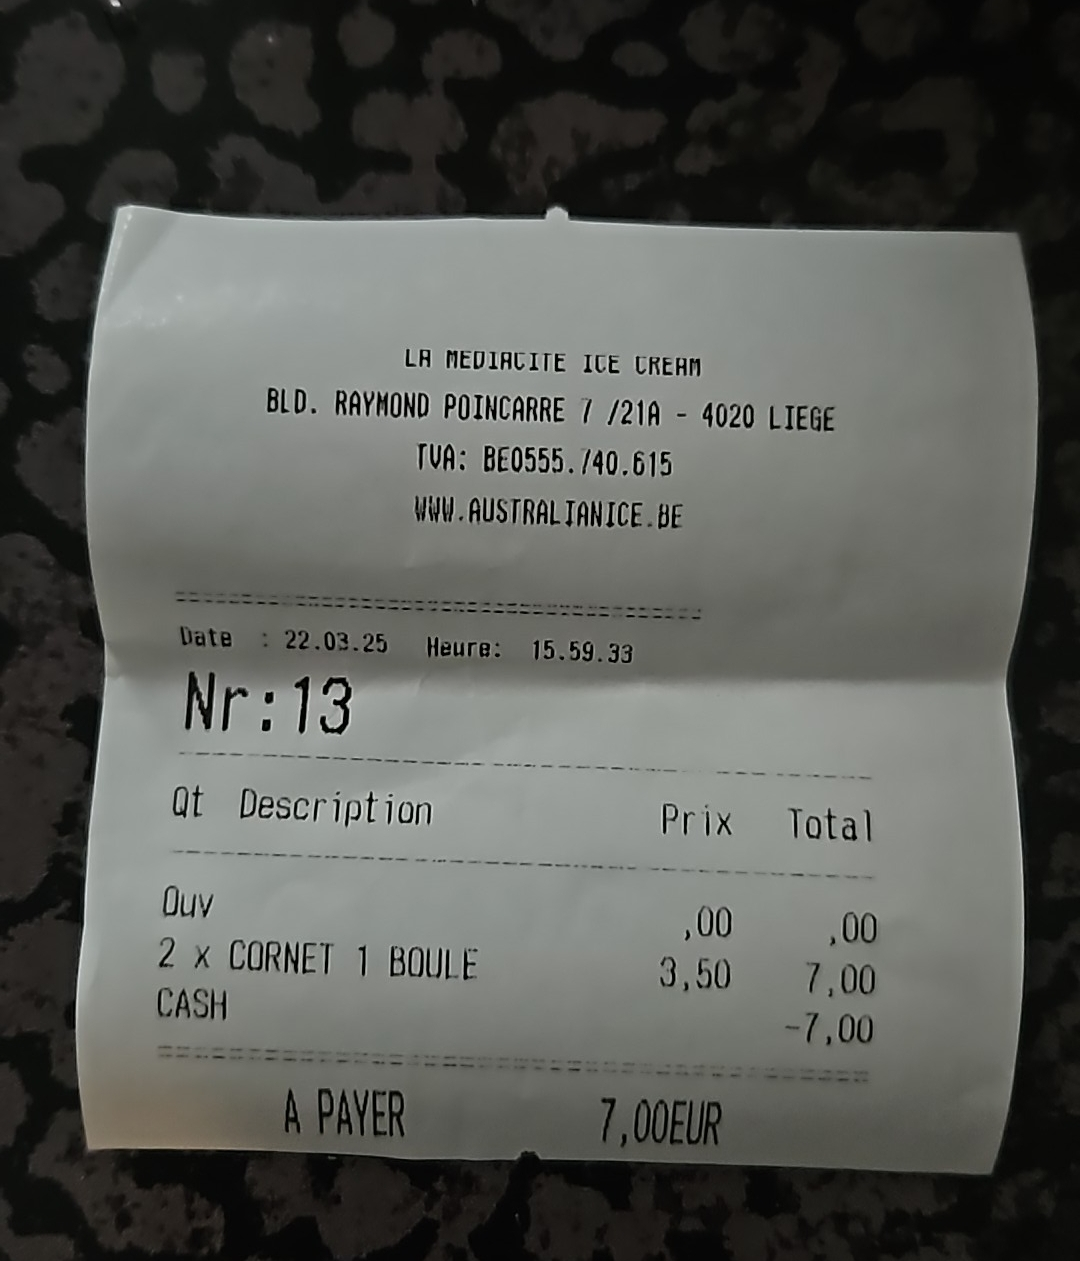 LA MEDIACITE ICE CREAM
BLD. RAYMOND POINCARRE 7 /21A - 4020 LIEGE
TVA: BE0555.740.615
WWW.AUSTRALIANICE.BE
Date : 22.03.25 Heure: 15.59.33
Nr:13
Qt Description Prix Total
Ouv ,00 ,00
2 x CORNET 1 BOULE 3,50 7,00
CASH -7,00
A PAYER 7,00EUR